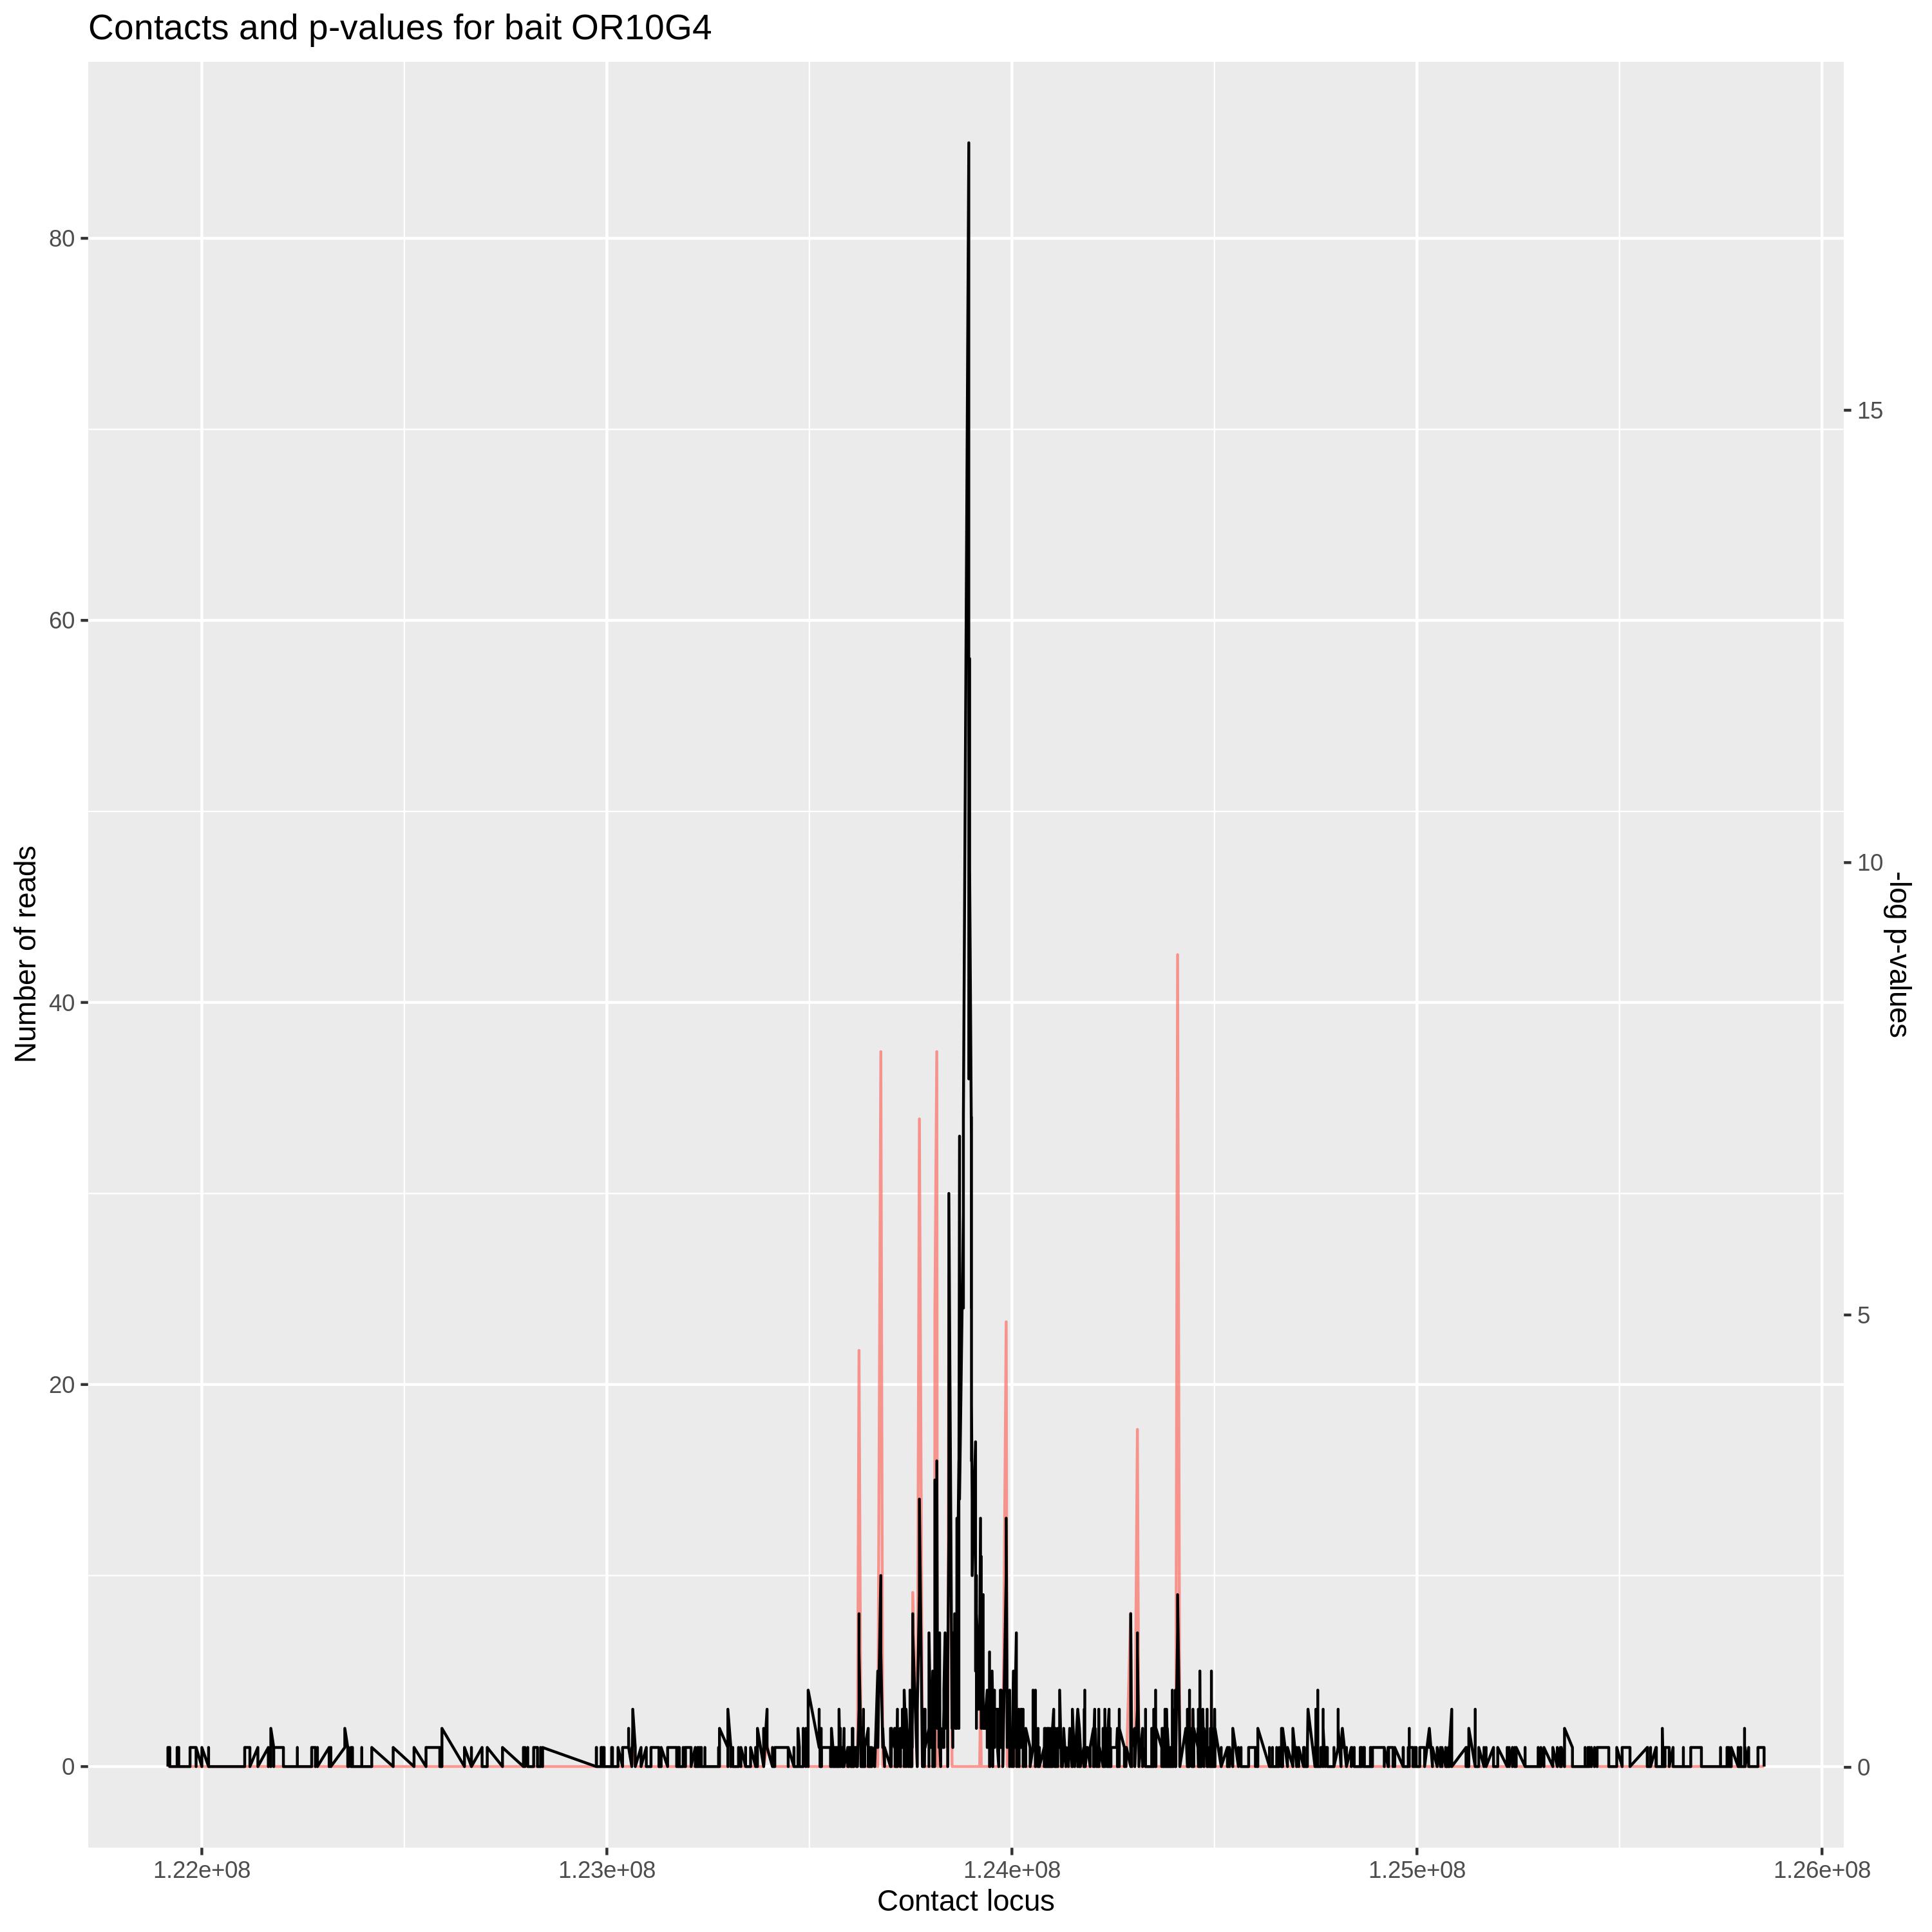 Contacts and p-values for bait OR10G4
80
60
40
20
0
Number of reads
15
10
5
0
-log p-values
1.22e+08
1.23e+08
1.24e+08
1.25e+08
1.26e+08
Contact locus